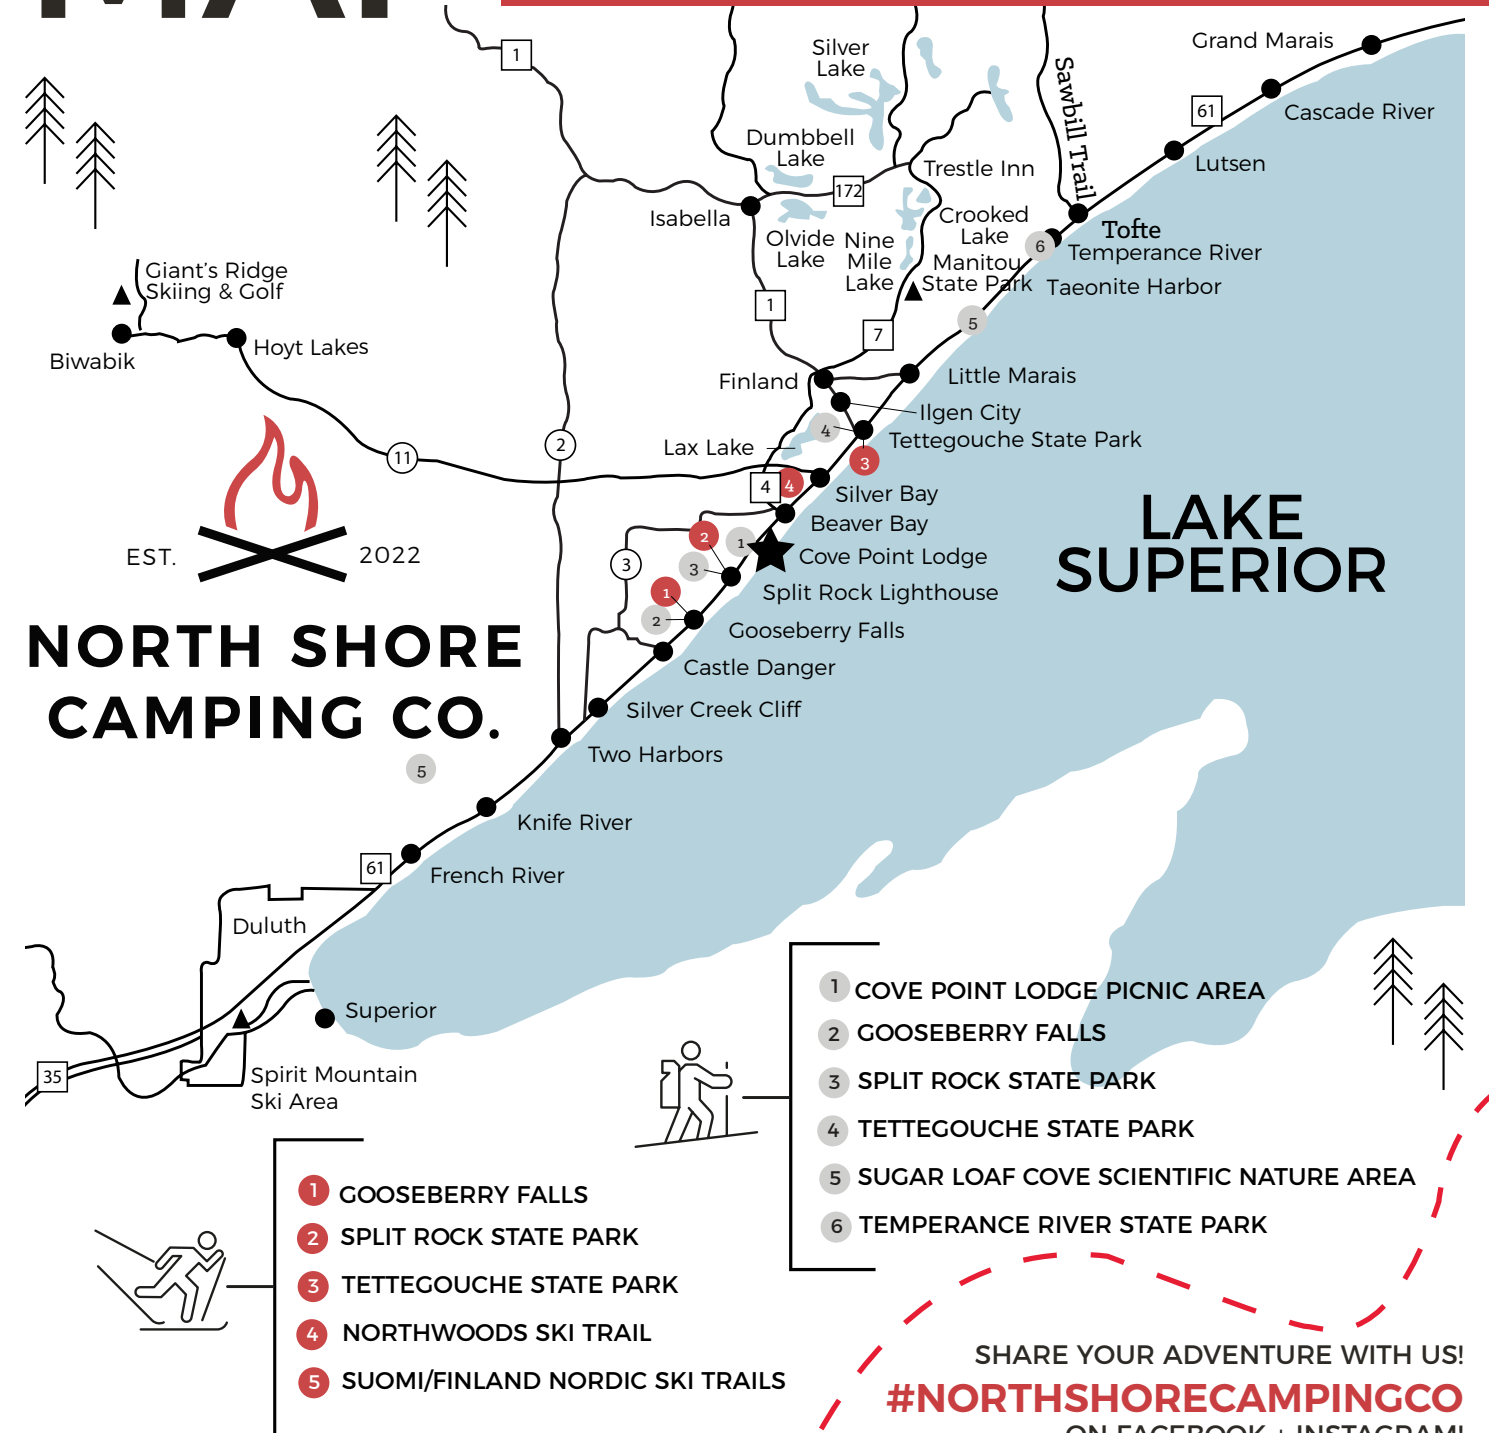 MAP
1
Silver
Lake
Grand Marais
Sawbill Trail
61
Cascade River
Dumbbell
Lake
Trestle Inn
Lutsen
172
Isabella
Crooked
Lake
Olvide
Lake
Nine
Mile
Lake
Tofte
6
Temperance River
Manitou
State Park
Taeonite Harbor
Giant's Ridge
Skiing & Golf
1
7
5
Biwabik
Hoyt Lakes
Finland
Little Marais
Ilgen City
4
Tettegouche State Park
2
11
Lax Lake
3
4
4
Silver Bay
Beaver Bay
LAKE
SUPERIOR
EST.
2022
2
1
Cove Point Lodge
3
3
Split Rock Lighthouse
1
2
Gooseberry Falls
NORTH SHORE
CAMPING CO.
Castle Danger
Silver Creek Cliff
Two Harbors
5
Knife River
61
French River
Duluth
Superior
35
Spirit Mountain
Ski Area
1 COVE POINT LODGE PICNIC AREA
2 GOOSEBERRY FALLS
3 SPLIT ROCK STATE PARK
4 TETTEGOUCHE STATE PARK
5 SUGAR LOAF COVE SCIENTIFIC NATURE AREA
6 TEMPERANCE RIVER STATE PARK
1 GOOSEBERRY FALLS
2 SPLIT ROCK STATE PARK
3 TETTEGOUCHE STATE PARK
4 NORTHWOODS SKI TRAIL
5 SUOMI/FINLAND NORDIC SKI TRAILS
SHARE YOUR ADVENTURE WITH US!
#NORTHSHORECAMPINGCO
ON FACEBOOK + INSTAGRAM!